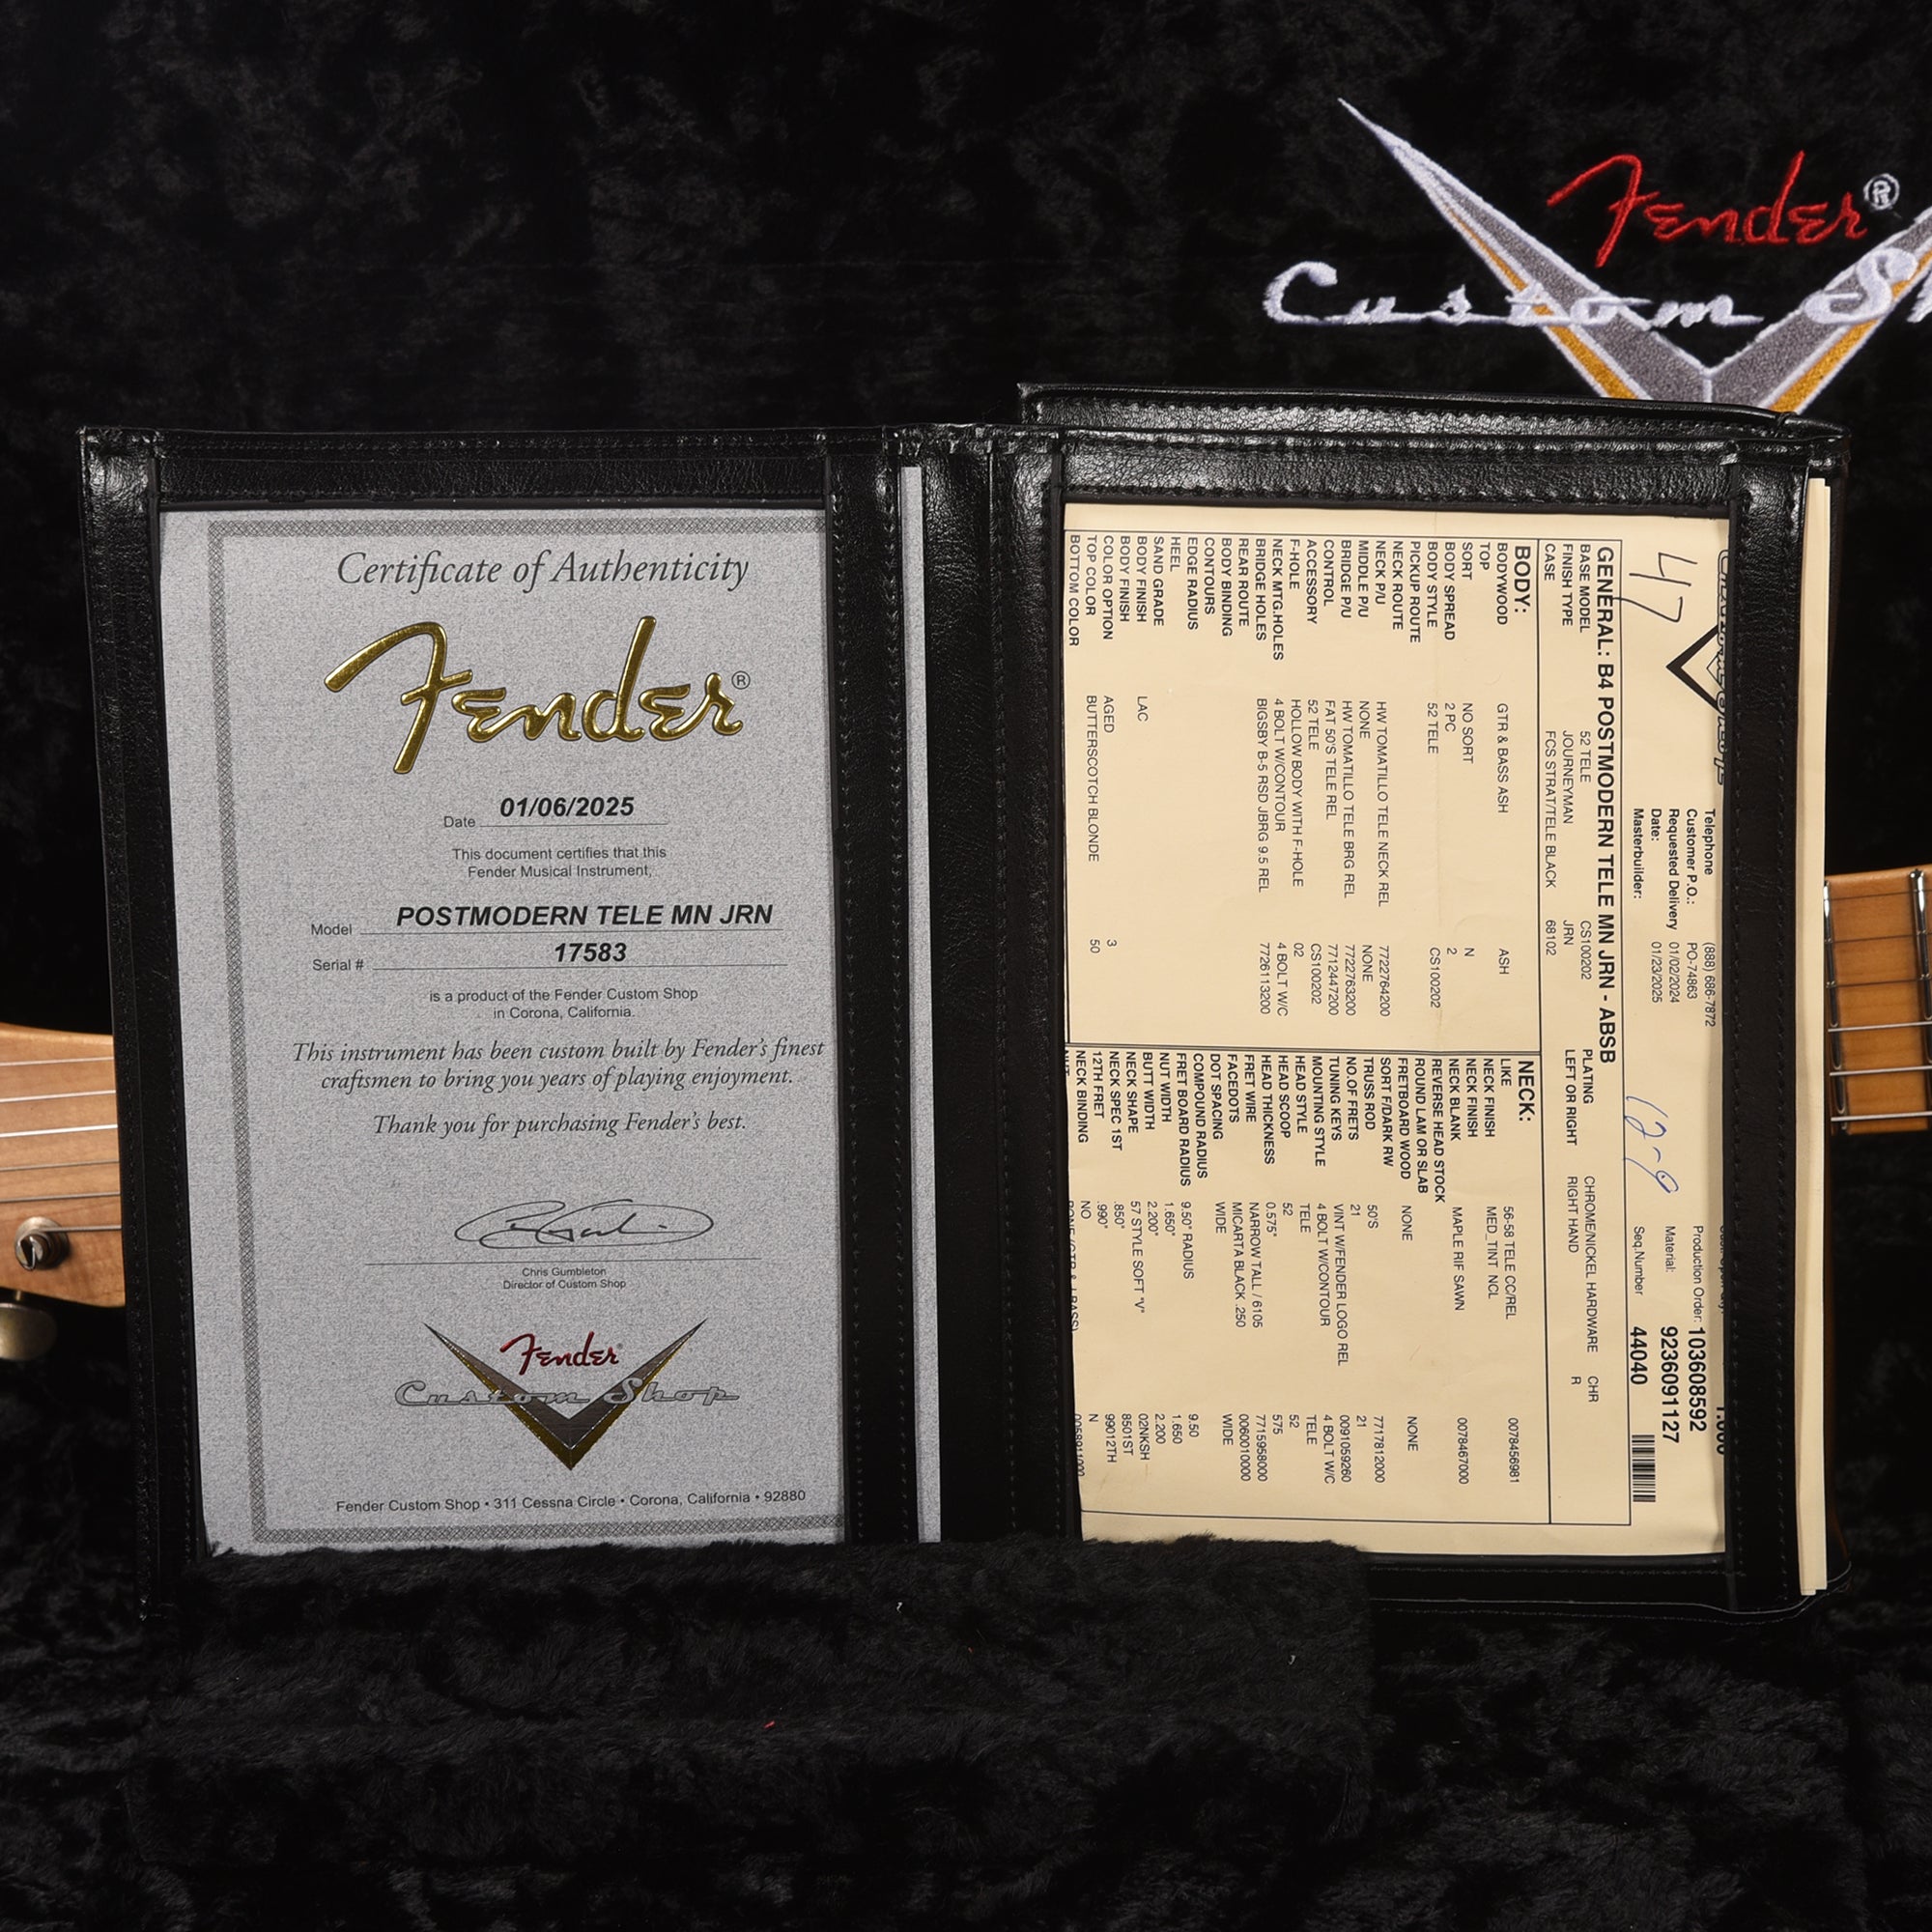 Fender®
Custom
Certificate of Authenticity
Fender®
Date 01/06/2025
This document certifies that this
Fender Musical Instrument,
Model POSTMODERN TELE MN JRN
Serial # 17583
is a product of the Fender Custom Shop
in Corona, California.
This instrument has been custom built by Fender's finest
craftsmen to bring you years of playing enjoyment.
Thank you for purchasing Fender's best.
Chris Gumbleton
Director of Custom Shop
Fender
Custom Shop
Fender Custom Shop • 311 Cessna Circle • Corona, California • 92880
47
12-9
Telephone (888) 686-7872
Customer P.O.: PO-74863
Requested Delivery 01/02/2024
Date: 01/23/2025
Masterbuilder:
Production Order: 103608592
Material: 9236091127
Seq.Number 44040
GENERAL: B4 POSTMODERN TELE MN JRN - ABSB
BASE MODEL 52 TELE CS100202 PLATING CHROME/NICKEL HARDWARE CHR
FINISH TYPE JOURNEYMAN JRN LEFT OR RIGHT RIGHT HAND R
CASE FCS STRAT/TELE BLACK 68102
BODY:
BODYWOOD GTR & BASS ASH ASH
TOP
SORT NO SORT N
BODY SPREAD 2 PC 2
BODY STYLE 52 TELE CS100202
PICKUP ROUTE
NECK ROUTE
NECK P/U HW TOMATILLO TELE NECK REL 7722764200
MIDDLE P/U NONE NONE
BRIDGE P/U HW TOMATILLO TELE BRG REL 7722763200
CONTROL FAT 50'S TELE REL 7712447200
ACCESSORY 52 TELE CS100202
F-HOLE HOLLOW BODY WITH F-HOLE 02
NECK MTG.HOLES 4 BOLT W/CONTOUR 4 BOLT W/C
BRIDGE HOLES BIGSBY B-5 RSD JBRG 9.5 REL 7726113200
REAR ROUTE
BODY BINDING
CONTOURS
EDGE RADIUS
HEEL
SAND GRADE
BODY FINISH LAC
BODY FINISH
COLOR OPTION AGED 3
TOP COLOR BUTTERSCOTCH BLONDE 50
BOTTOM COLOR
NECK:
LIKE 56-58 TELE CC/REL 0078456981
NECK FINISH MED_TINT NCL
NECK FINISH
NECK BLANK MAPLE RIF SAWN 0078467000
REVERSE HEAD STOCK
ROUND LAM OR SLAB
FRETBOARD WOOD NONE NONE
SORT F/DARK RW
TRUSS ROD 50'S 7717812000
NO.OF FRETS 21 21
TUNING KEYS VINT W/FENDER LOGO REL 0091059260
MOUNTING STYLE 4 BOLT W/CONTOUR 4 BOLT W/C
HEAD STYLE TELE TELE
HEAD SCOOP 52 52
HEAD THICKNESS 0.575" 575
FRET WIRE NARROW TALL / 6105 7715958000
FACEDOTS MICARTA BLACK .250 0060010000
DOT SPACING WIDE WIDE
COMPOUND RADIUS
FRET BOARD RADIUS 9.50" RADIUS 9.50
NUT WIDTH 1.650" 1.650
BUTT WIDTH 2.200" 2.200
NECK SHAPE 57 STYLE SOFT "V" 02NKSH
NECK SPEC 1ST .850" 8501ST
12TH FRET .990" 99012TH
NECK BINDING NO N